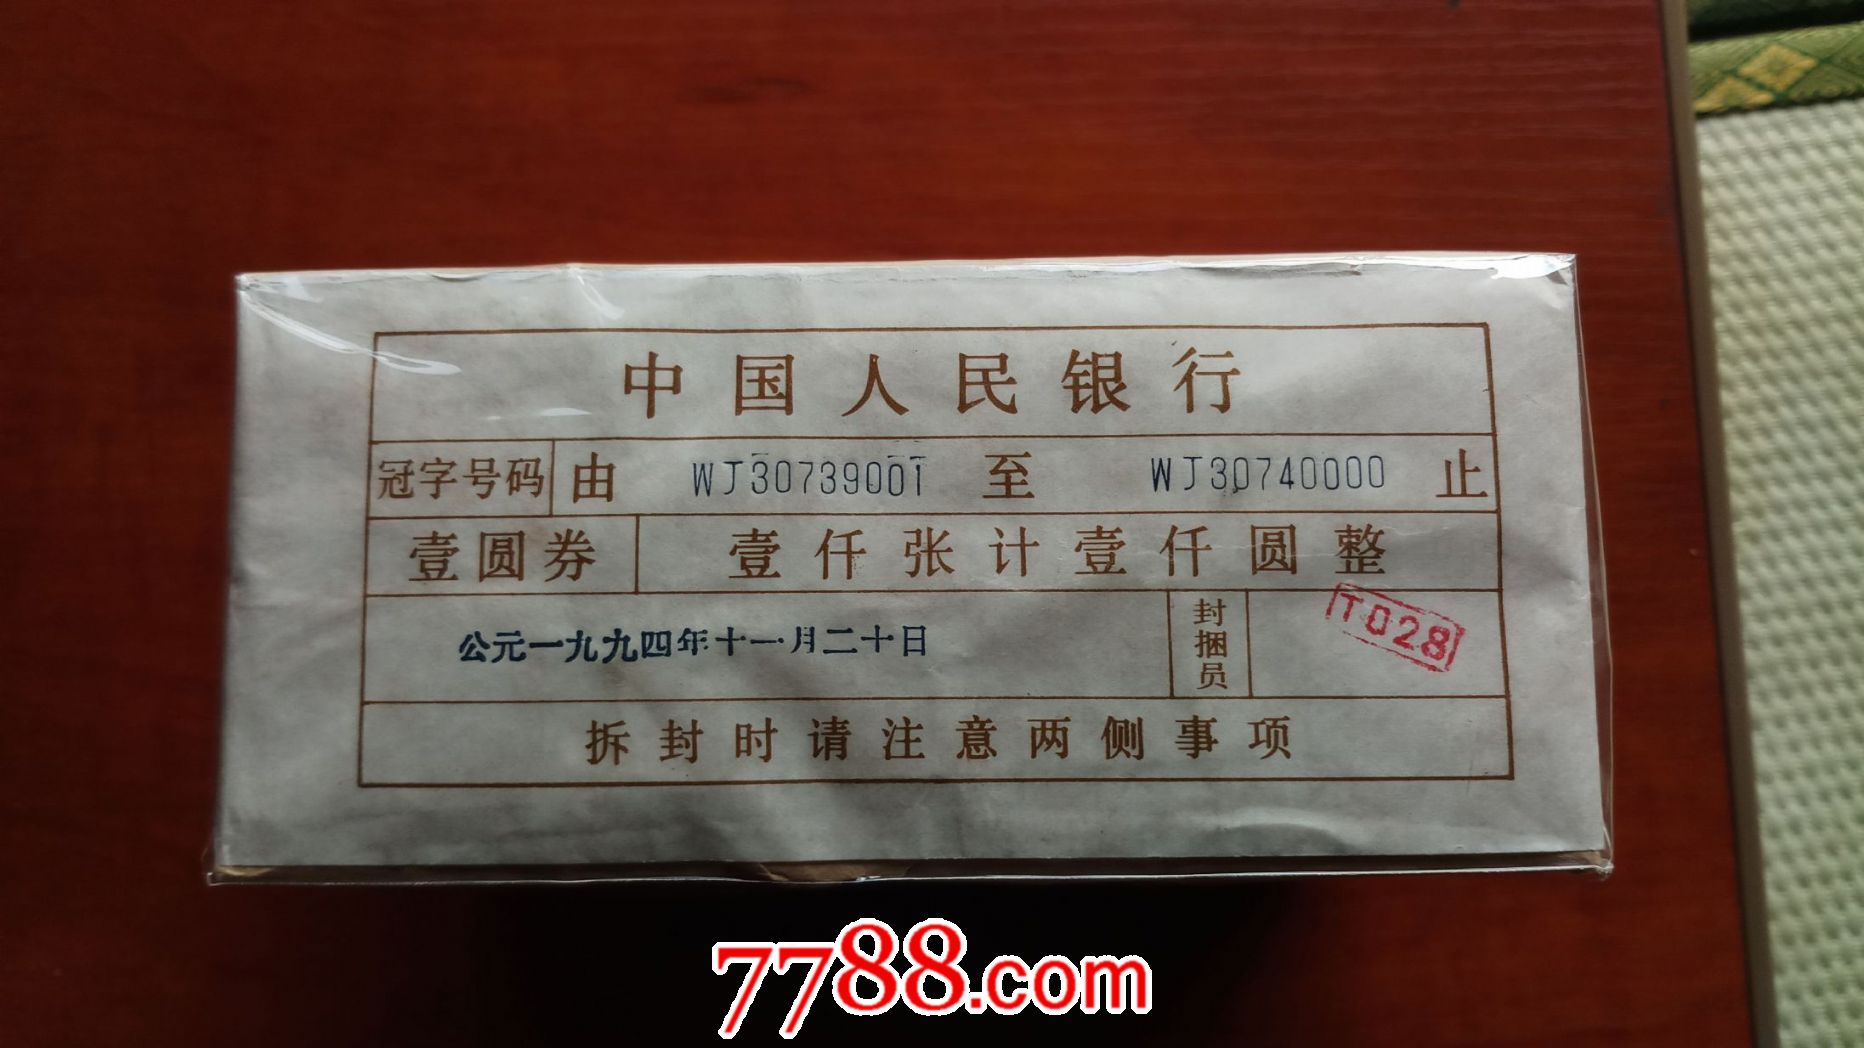 中国人民银行
冠字号码 由 WJ30739001 至 WJ30740000 止
壹圆券 壹仟张计壹仟圆整
公元一九九四年十一月二十日 封捆员 T028
拆封时请注意两侧事项
7788.com